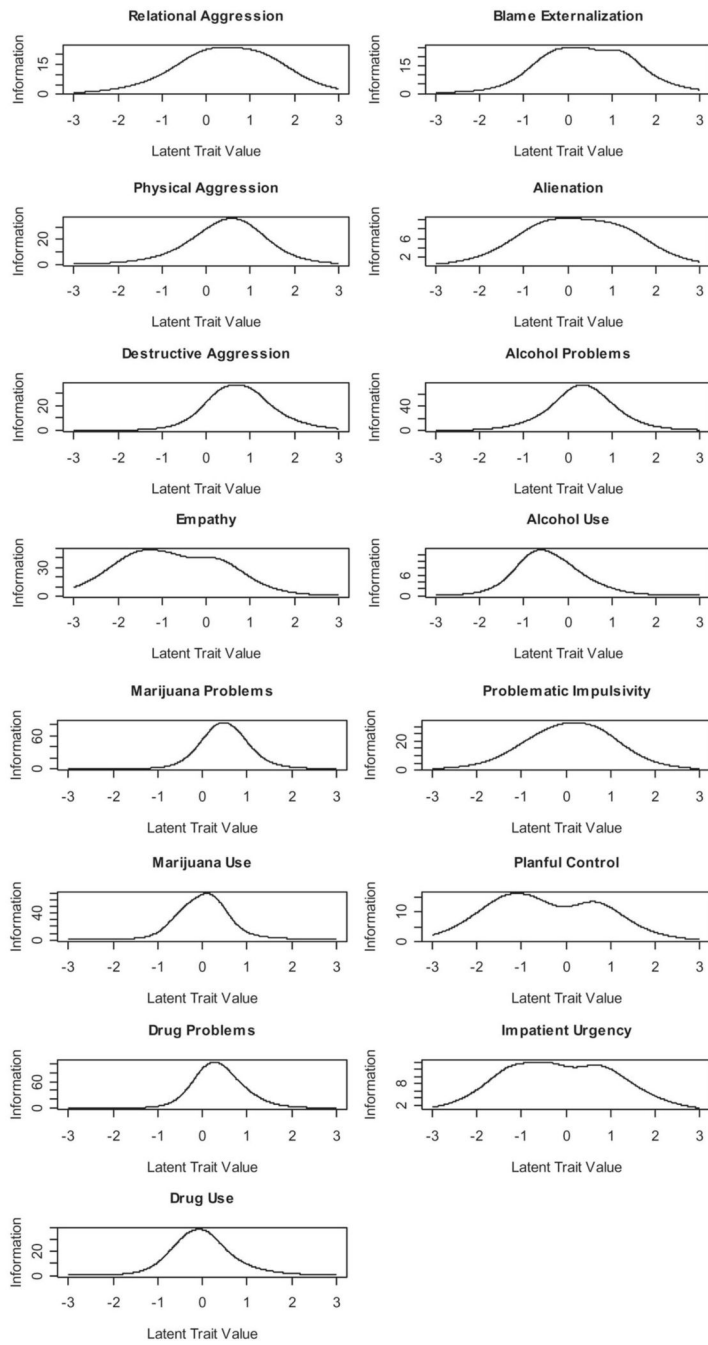 Relational Aggression
Information
0 15
-3 -2 -1 0 1 2 3
Latent Trait Value
Blame Externalization
Information
0 15
-3 -2 -1 0 1 2 3
Latent Trait Value
Physical Aggression
Information
0 20
-3 -2 -1 0 1 2 3
Latent Trait Value
Alienation
Information
2 6
-3 -2 -1 0 1 2 3
Latent Trait Value
Destructive Aggression
Information
0 20
-3 -2 -1 0 1 2 3
Latent Trait Value
Alcohol Problems
Information
0 40
-3 -2 -1 0 1 2 3
Latent Trait Value
Empathy
Information
0 30
-3 -2 -1 0 1 2 3
Latent Trait Value
Alcohol Use
Information
0 6
-3 -2 -1 0 1 2 3
Latent Trait Value
Marijuana Problems
Information
0 60
-3 -2 -1 0 1 2 3
Latent Trait Value
Problematic Impulsivity
Information
0 20
-3 -2 -1 0 1 2 3
Latent Trait Value
Marijuana Use
Information
0 40
-3 -2 -1 0 1 2 3
Latent Trait Value
Planful Control
Information
0 10
-3 -2 -1 0 1 2 3
Latent Trait Value
Drug Problems
Information
0 60
-3 -2 -1 0 1 2 3
Latent Trait Value
Impatient Urgency
Information
2 8
-3 -2 -1 0 1 2 3
Latent Trait Value
Drug Use
Information
0 20
-3 -2 -1 0 1 2 3
Latent Trait Value